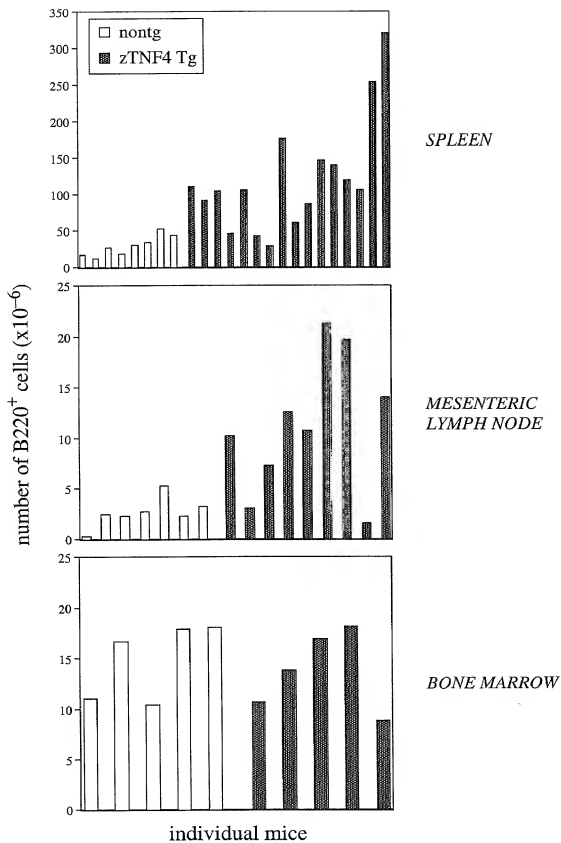 350
nontg
zTNF4 Tg
300
250
200
150
100
50
0
SPLEEN
25
20
15
10
5
0
MESENTERIC
LYMPH NODE
25
20
15
10
5
0
BONE MARROW
number of B220+ cells (x10–6)
individual mice